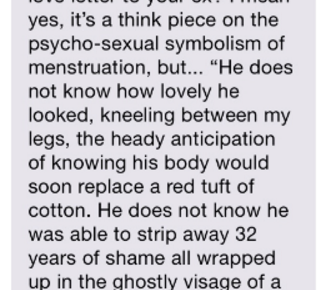 yes, it's a think piece on the
psycho-sexual symbolism of
menstruation, but... “He does
not know how lovely he
looked, kneeling between my
legs, the heady anticipation
of knowing his body would
soon replace a red tuft of
cotton. He does not know he
was able to strip away 32
years of shame all wrapped
up in the ghostly visage of a